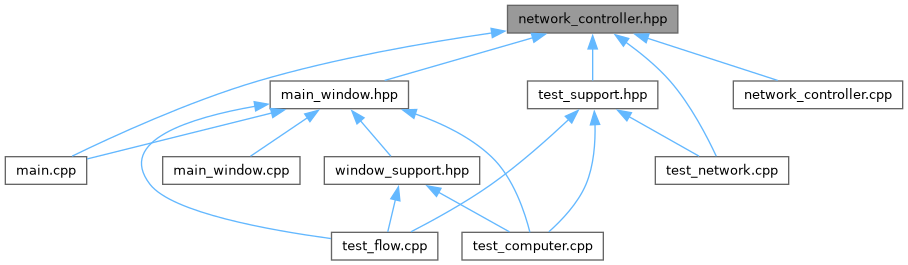 network_controller.hpp
main_window.hpp
test_support.hpp
network_controller.cpp
main.cpp
main_window.cpp
window_support.hpp
test_network.cpp
test_flow.cpp
test_computer.cpp